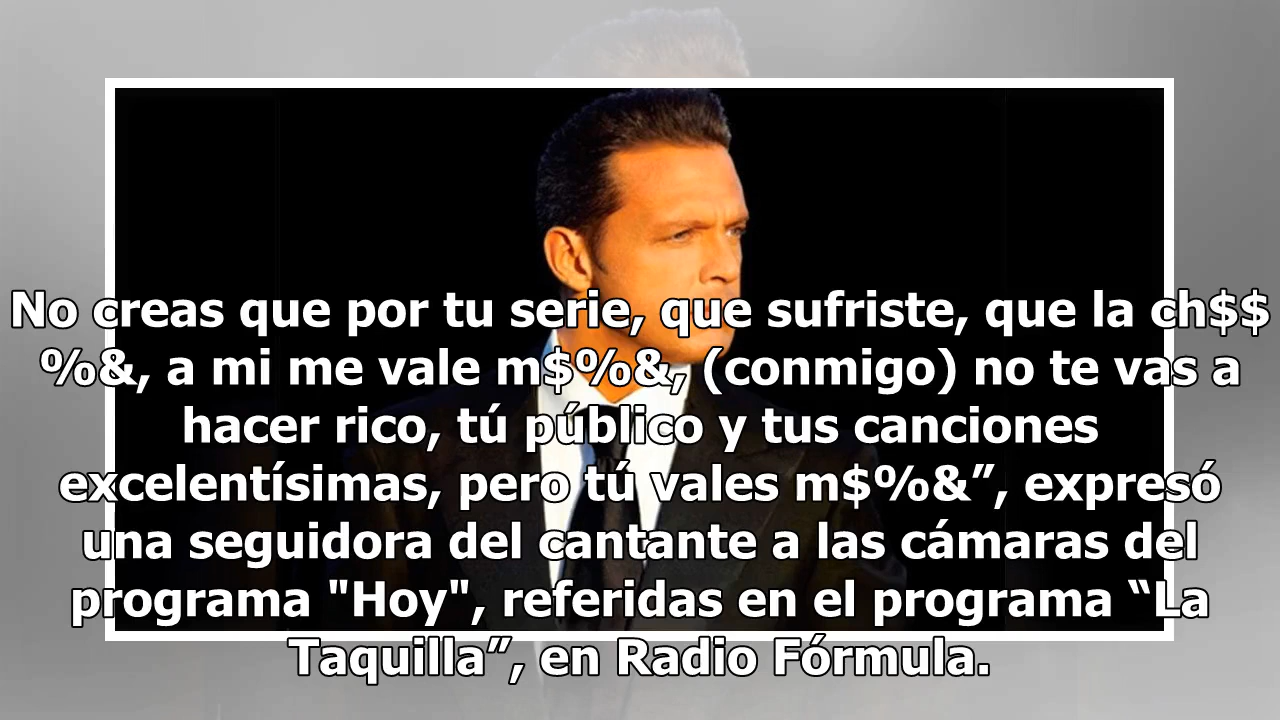 No creas que por tu serie, que sufriste, que la ch$$
%&, a mi me vale m$%&, (conmigo) no te vas a
hacer rico, tú público y tus canciones
excelentísimas, pero tú vales m$%&”, expresó
una seguidora del cantante a las cámaras del
programa "Hoy", referidas en el programa “La
Taquilla”, en Radio Fórmula.